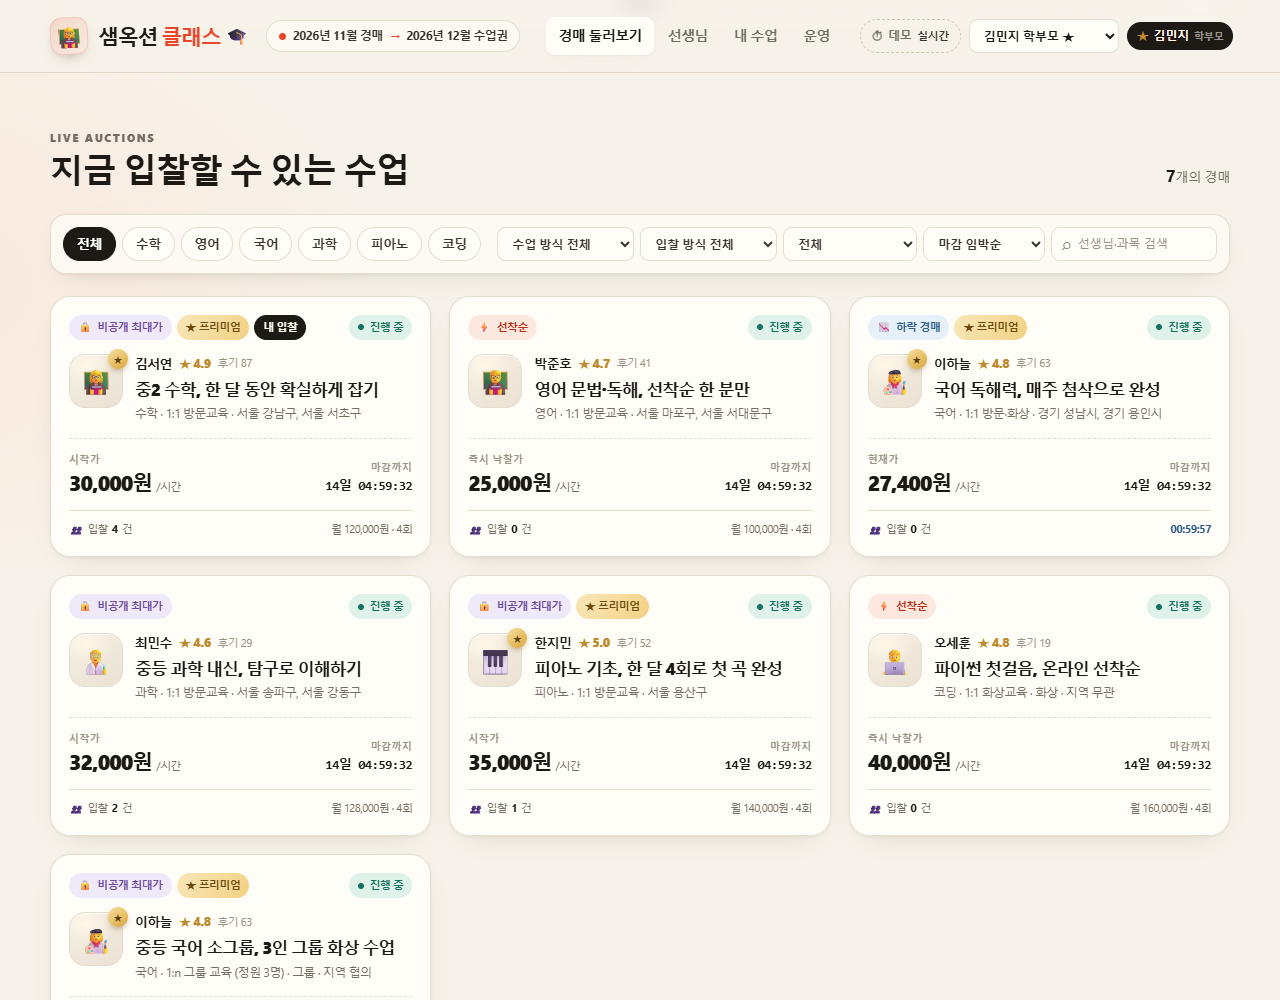 샘옥션 클래스
2026년 11월 경매 → 2026년 12월 수업권
경매 둘러보기
선생님
내 수업
운영
데모 실시간
김민지 학부모 ★
★ 김민지 학부모
LIVE AUCTIONS
지금 입찰할 수 있는 수업
7개의 경매
전체
수학
영어
국어
과학
피아노
코딩
수업 방식 전체
입찰 방식 전체
전체
마감 임박순
선생님·과목 검색
비공개 최대가
★ 프리미엄
내 입찰
진행 중
김서연 ★ 4.9 후기 87
중2 수학, 한 달 동안 확실하게 잡기
수학 · 1:1 방문교육 · 서울 강남구, 서울 서초구
시작가
30,000원 /시간
마감까지
14일 04:59:32
입찰 4 건
월 120,000원 · 4회
선착순
진행 중
박준호 ★ 4.7 후기 41
영어 문법·독해, 선착순 한 분만
영어 · 1:1 방문교육 · 서울 마포구, 서울 서대문구
즉시 낙찰가
25,000원 /시간
마감까지
14일 04:59:32
입찰 0 건
월 100,000원 · 4회
하락 경매
★ 프리미엄
진행 중
이하늘 ★ 4.8 후기 63
국어 독해력, 매주 첨삭으로 완성
국어 · 1:1 방문·화상 · 경기 성남시, 경기 용인시
현재가
27,400원 /시간
마감까지
14일 04:59:32
입찰 0 건
00:59:57
비공개 최대가
진행 중
최민수 ★ 4.6 후기 29
중등 과학 내신, 탐구로 이해하기
과학 · 1:1 방문교육 · 서울 송파구, 서울 강동구
시작가
32,000원 /시간
마감까지
14일 04:59:32
입찰 2 건
월 128,000원 · 4회
비공개 최대가
★ 프리미엄
진행 중
한지민 ★ 5.0 후기 52
피아노 기초, 한 달 4회로 첫 곡 완성
피아노 · 1:1 방문교육 · 서울 용산구
시작가
35,000원 /시간
마감까지
14일 04:59:32
입찰 1 건
월 140,000원 · 4회
선착순
진행 중
오세훈 ★ 4.8 후기 19
파이썬 첫걸음, 온라인 선착순
코딩 · 1:1 화상교육 · 화상 · 지역 무관
즉시 낙찰가
40,000원 /시간
마감까지
14일 04:59:32
입찰 0 건
월 160,000원 · 4회
비공개 최대가
★ 프리미엄
진행 중
이하늘 ★ 4.8 후기 63
중등 국어 소그룹, 3인 그룹 화상 수업
국어 · 1:n 그룹 교육 (정원 3명) · 그룹 · 지역 협의